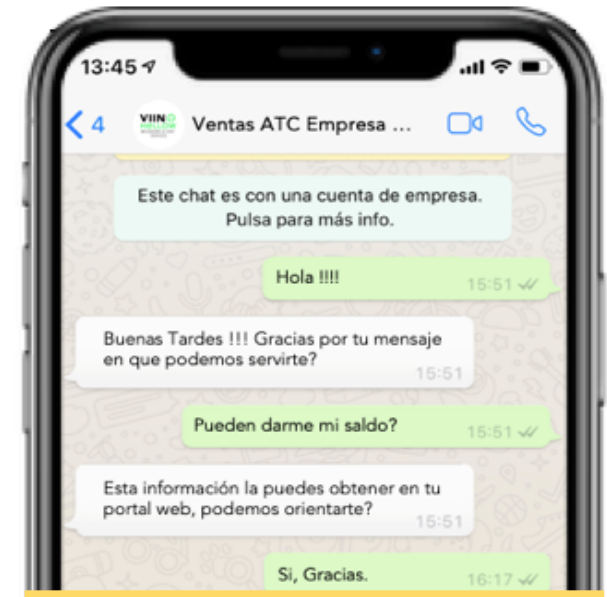 13:45
4
VIIN
Ventas ATC Empresa ...
Este chat es con una cuenta de empresa.
Pulsa para más info.
Hola !!!!
15:51
Buenas Tardes !!! Gracias por tu mensaje
en que podemos servirte?
15:51
Pueden darme mi saldo?
15:51
Esta información la puedes obtener en tu
portal web, podemos orientarte?
15:51
Si, Gracias.
16:17